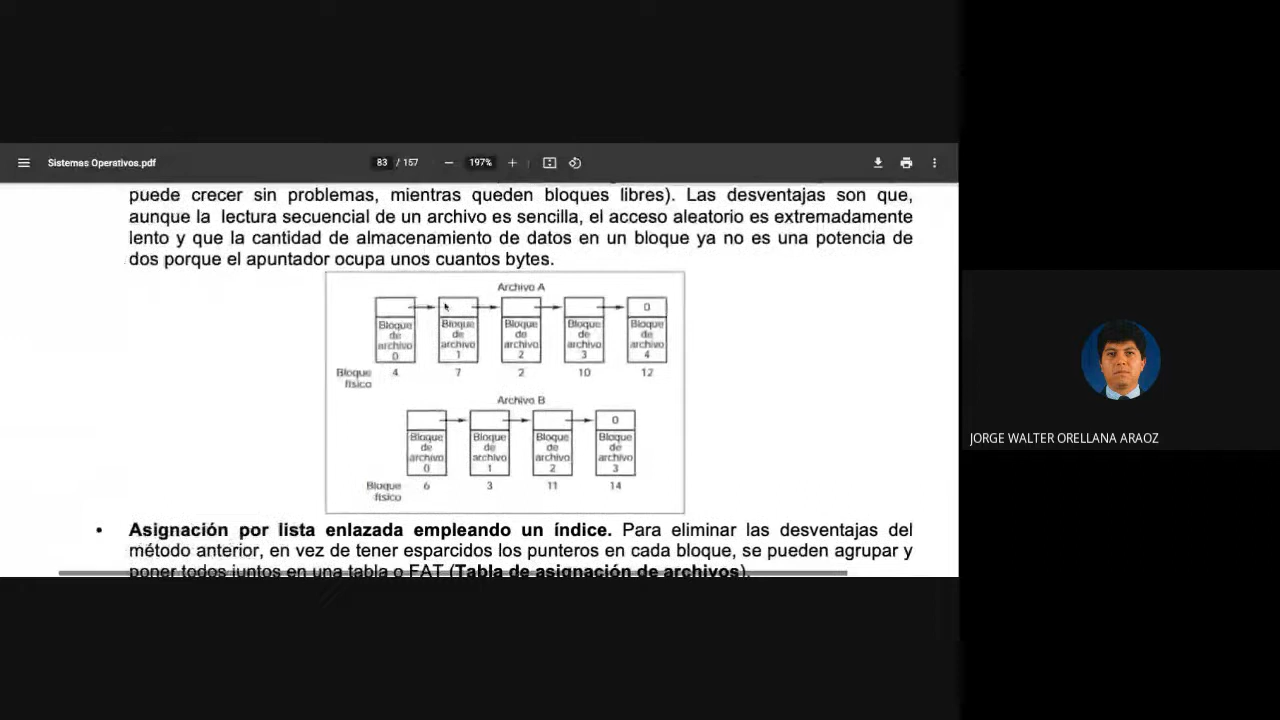 Sistemas Operativos.pdf
83 / 157
197%
puede crecer sin problemas, mientras queden bloques libres). Las desventajas son que,
aunque la lectura secuencial de un archivo es sencilla, el acceso aleatorio es extremadamente
lento y que la cantidad de almacenamiento de datos en un bloque ya no es una potencia de
dos porque el apuntador ocupa unos cuantos bytes.
Archivo A
0
Bloque de archivo 0
Bloque de archivo 1
Bloque de archivo 2
Bloque de archivo 3
Bloque de archivo 4
Bloque físico 4 7 2 10 12
Archivo B
0
Bloque de archivo 0
Bloque de archivo 1
Bloque de archivo 2
Bloque de archivo 3
Bloque físico 6 3 11 14
• Asignación por lista enlazada empleando un índice. Para eliminar las desventajas del
método anterior, en vez de tener esparcidos los punteros en cada bloque, se pueden agrupar y
poner todos juntos en una tabla o FAT (Tabla de asignación de archivos).
JORGE WALTER ORELLANA ARAOZ